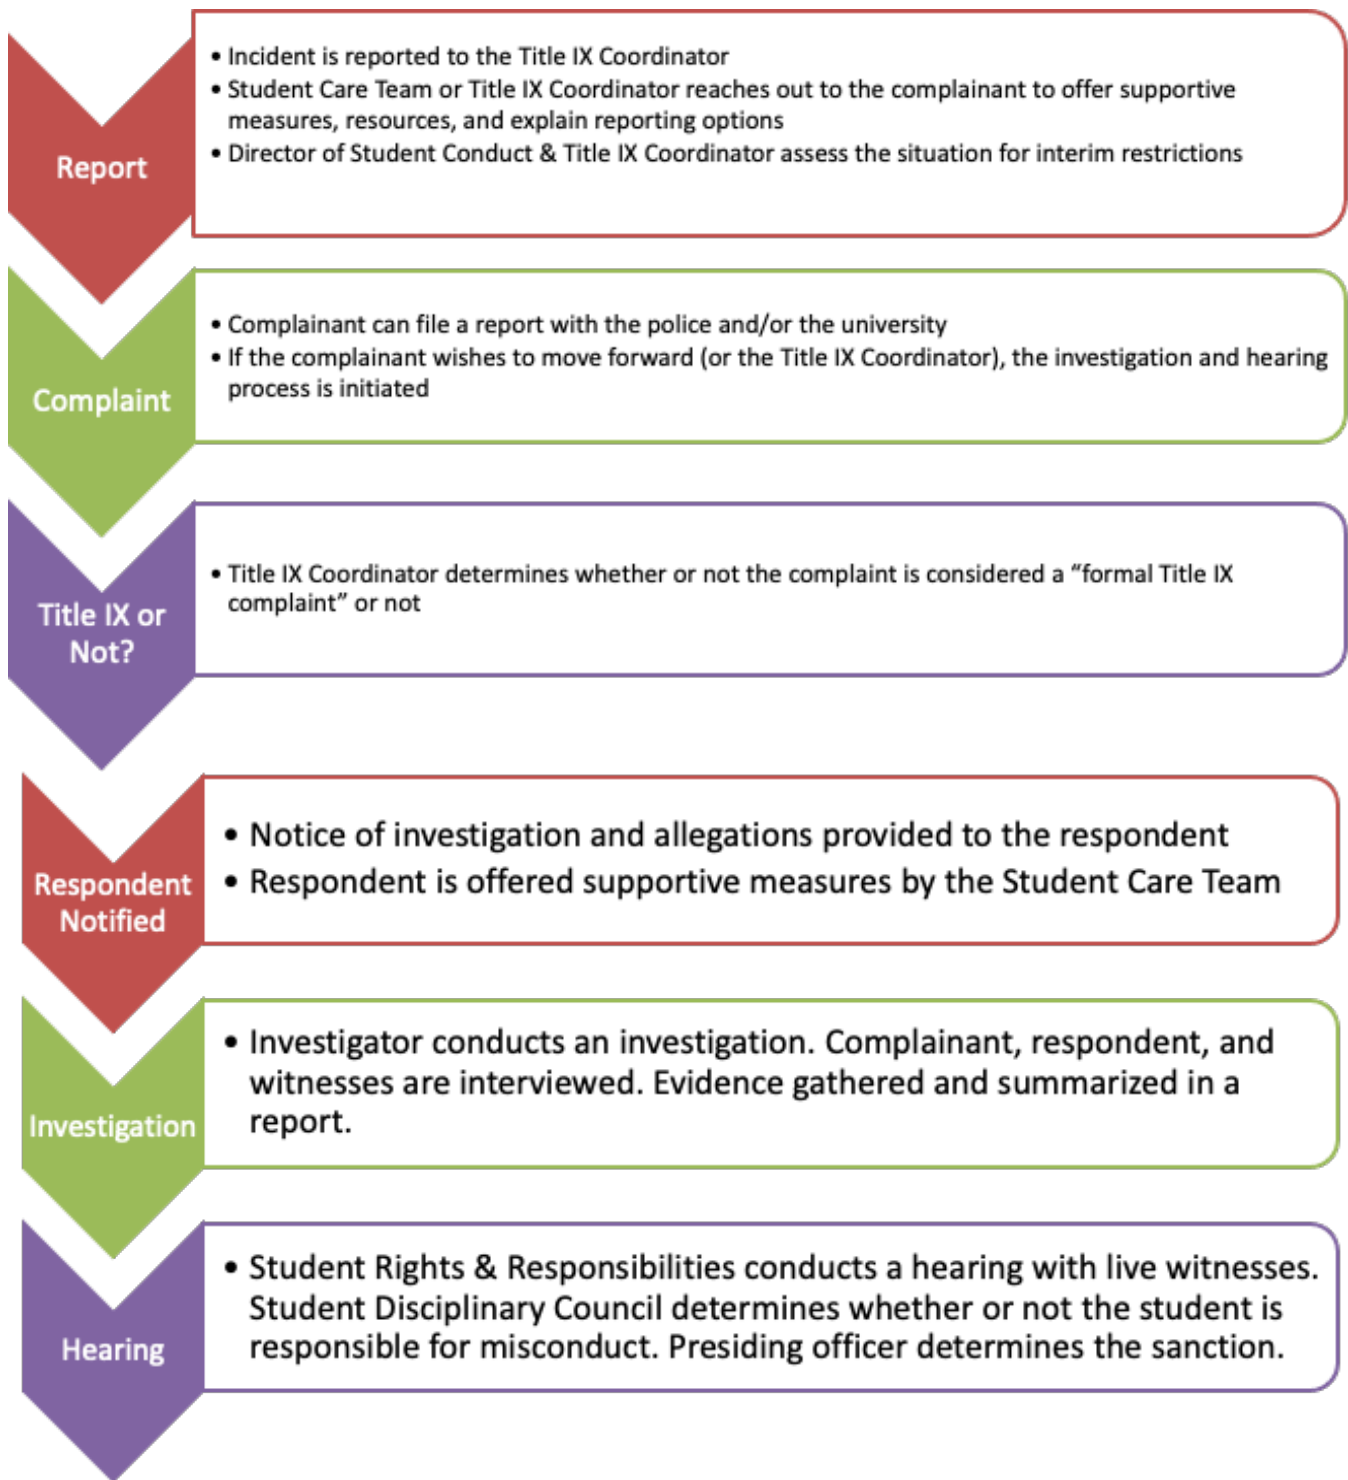 Report
• Incident is reported to the Title IX Coordinator
• Student Care Team or Title IX Coordinator reaches out to the complainant to offer supportive
measures, resources, and explain reporting options
• Director of Student Conduct & Title IX Coordinator assess the situation for interim restrictions
Complaint
• Complainant can file a report with the police and/or the university
• If the complainant wishes to move forward (or the Title IX Coordinator), the investigation and hearing
process is initiated
Title IX or
Not?
• Title IX Coordinator determines whether or not the complaint is considered a “formal Title IX
complaint” or not
Respondent
Notified
• Notice of investigation and allegations provided to the respondent
• Respondent is offered supportive measures by the Student Care Team
Investigation
• Investigator conducts an investigation. Complainant, respondent, and
witnesses are interviewed. Evidence gathered and summarized in a
report.
Hearing
• Student Rights & Responsibilities conducts a hearing with live witnesses.
Student Disciplinary Council determines whether or not the student is
responsible for misconduct. Presiding officer determines the sanction.